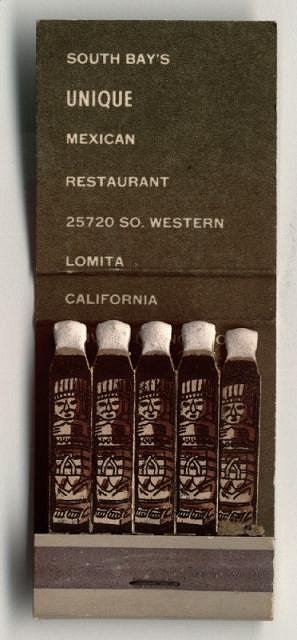 SOUTH BAY'S
UNIQUE
MEXICAN
RESTAURANT
25720 SO. WESTERN
LOMITA
CALIFORNIA